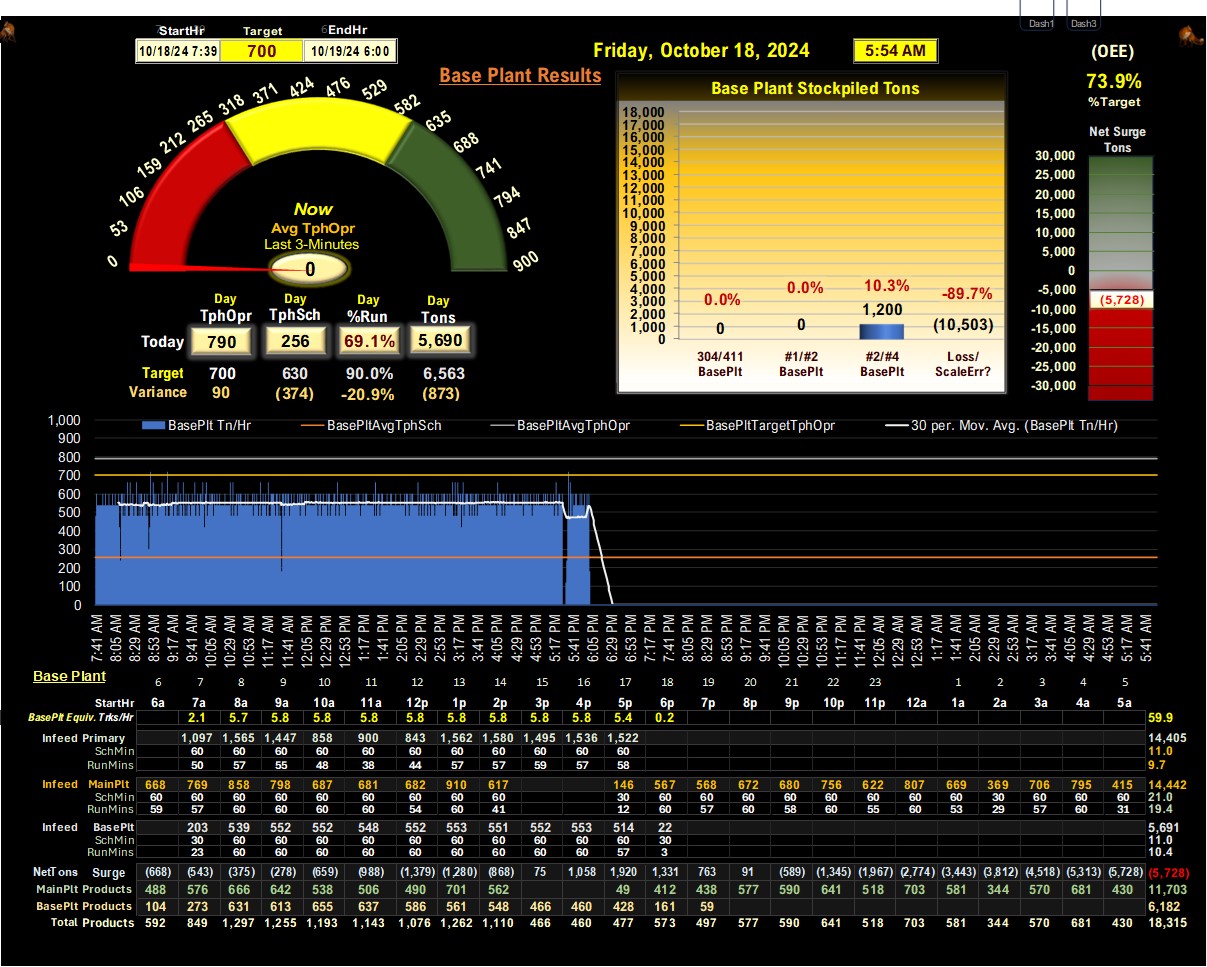 Dash1 Dash3
StartHr Target EndHr
10/18/24 7:39 700 10/19/24 6:00
Friday, October 18, 2024 5:54 AM
Base Plant Results
(OEE)
73.9%
%Target
Net Surge
Tons
30,000
25,000
20,000
15,000
10,000
5,000
0
-5,000
(5,728)
-10,000
-15,000
-20,000
-25,000
-30,000
0 53 106 159 212 265 318 371 424 476 529 582 635 688 741 794 847 900
Now
Avg TphOpr
Last 3-Minutes
0
Day Day Day Day
TphOpr TphSch %Run Tons
Today 790 256 69.1% 5,690
Target 700 630 90.0% 6,563
Variance 90 (374) -20.9% (873)
Base Plant Stockpiled Tons
18,000
17,000
16,000
15,000
14,000
13,000
12,000
11,000
10,000
9,000
8,000
7,000
6,000
5,000
4,000
3,000
2,000
1,000
0
0.0% 0.0% 10.3% -89.7%
0 0 1,200 (10,503)
304/411 #1/#2 #2/#4 Loss/
BasePlt BasePlt BasePlt ScaleErr?
BasePlt Tn/Hr BasePltAvgTphSch BasePltAvgTphOpr BasePltTargetTphOpr 30 per. Mov. Avg. (BasePlt Tn/Hr)
1,000
900
800
700
600
500
400
300
200
100
0
7:41 AM 8:05 AM 8:29 AM 8:53 AM 9:17 AM 9:41 AM 10:05 AM 10:29 AM 10:53 AM 11:17 AM 11:41 AM 12:05 PM 12:29 PM 12:53 PM 1:17 PM 1:41 PM 2:05 PM 2:29 PM 2:53 PM 3:17 PM 3:41 PM 4:05 PM 4:29 PM 4:53 PM 5:17 PM 5:41 PM 6:05 PM 6:29 PM 6:53 PM 7:17 PM 7:41 PM 8:05 PM 8:29 PM 8:53 PM 9:17 PM 9:41 PM 10:05 PM 10:29 PM 10:53 PM 11:17 PM 11:41 PM 12:05 AM 12:29 AM 12:53 AM 1:17 AM 1:41 AM 2:05 AM 2:29 AM 2:53 AM 3:17 AM 3:41 AM 4:05 AM 4:29 AM 4:53 AM 5:17 AM 5:41 AM
Base Plant
6 7 8 9 10 11 12 13 14 15 16 17 18 19 20 21 22 23 1 2 3 4 5
StartHr 6a 7a 8a 9a 10a 11a 12p 1p 2p 3p 4p 5p 6p 7p 8p 9p 10p 11p 12a 1a 2a 3a 4a 5a
BasePlt Equiv. Trks/Hr 2.1 5.7 5.8 5.8 5.8 5.8 5.8 5.8 5.8 5.8 5.4 0.2 59.9
Infeed Primary 1,097 1,565 1,447 858 900 843 1,562 1,580 1,495 1,536 1,522 14,405
SchMin 60 60 60 60 60 60 60 60 60 60 60 11.0
RunMins 50 57 55 48 38 44 57 57 59 57 58 9.7
Infeed MainPlt 668 769 858 798 687 681 682 910 617 146 567 568 672 680 756 622 807 669 369 706 795 415 14,442
SchMin 60 60 60 60 60 60 60 60 60 30 60 60 60 60 60 60 60 60 30 60 60 60 21.0
RunMins 59 57 60 60 60 60 54 60 41 12 60 57 60 58 60 55 60 53 29 57 60 31 19.4
Infeed BasePlt 203 539 552 552 548 552 553 551 552 553 514 22 5,691
SchMin 30 60 60 60 60 60 60 60 60 60 60 30 11.0
RunMins 23 60 60 60 60 60 60 60 60 60 57 3 10.4
NetTons Surge (668) (543) (375) (278) (659) (988) (1,379) (1,280) (868) 75 1,058 1,920 1,331 763 91 (589) (1,345) (1,967) (2,774) (3,443) (3,812) (4,518) (5,313) (5,728) (5,728)
MainPlt Products 488 576 666 642 538 506 490 701 562 49 412 438 577 590 641 518 703 581 344 570 681 430 11,703
BasePlt Products 104 273 631 613 655 637 586 561 548 466 460 428 161 59 6,182
Total Products 592 849 1,297 1,255 1,193 1,143 1,076 1,262 1,110 466 460 477 573 497 577 590 641 518 703 581 344 570 681 430 18,315